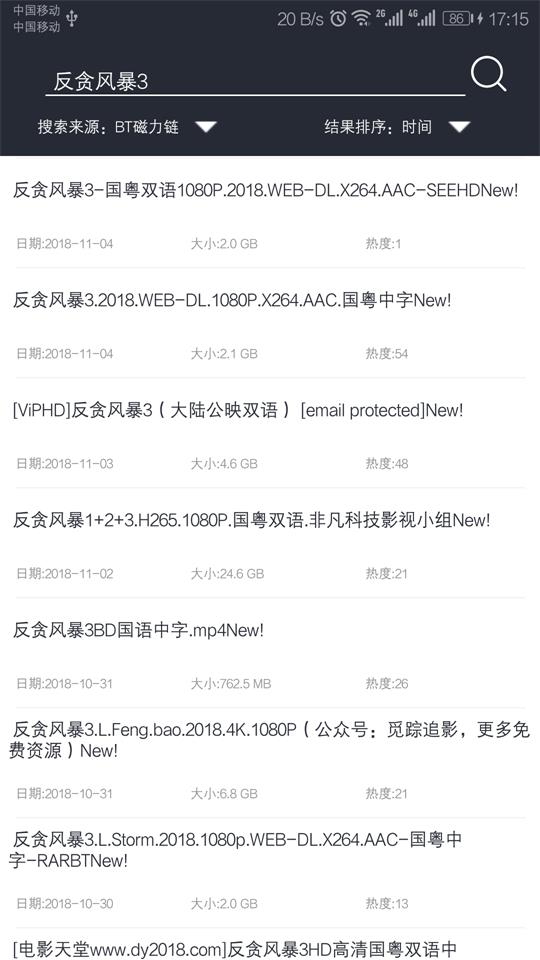 中国移动
中国移动
20 B/s 2G 4G 86 17:15
反贪风暴3
搜索来源：BT磁力链 结果排序：时间
反贪风暴3-国粤双语1080P.2018.WEB-DL.X264.AAC-SEEHDNew!
日期:2018-11-04 大小:2.0 GB 热度:1
反贪风暴3.2018.WEB-DL.1080P.X264.AAC.国粤中字New!
日期:2018-11-04 大小:2.1 GB 热度:54
[ViPHD]反贪风暴3（大陆公映双语） [email protected]New!
日期:2018-11-03 大小:4.6 GB 热度:48
反贪风暴1+2+3.H265.1080P.国粤双语.非凡科技影视小组New!
日期:2018-11-02 大小:24.6 GB 热度:21
反贪风暴3BD国语中字.mp4New!
日期:2018-10-31 大小:762.5 MB 热度:26
反贪风暴3.L.Feng.bao.2018.4K.1080P（公众号：觅踪追影，更多免
费资源）New!
日期:2018-10-31 大小:6.8 GB 热度:21
反贪风暴3.L.Storm.2018.1080p.WEB-DL.X264.AAC-国粤中
字-RARBTNew!
日期:2018-10-30 大小:2.0 GB 热度:13
[电影天堂www.dy2018.com]反贪风暴3HD高清国粤双语中